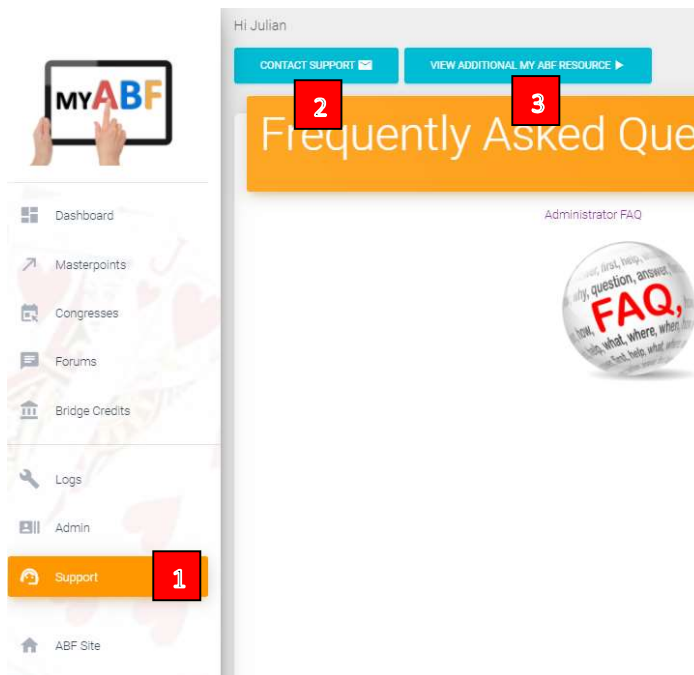 Hi Julian
CONTACT SUPPORT
VIEW ADDITIONAL MY ABF RESOURCE
2
3
Frequently Asked Que
MYABF
Administrator FAQ
FAQ,
Dashboard
Masterpoints
Congresses
Forums
Bridge Credits
Logs
Admin
Support
1
ABF Site